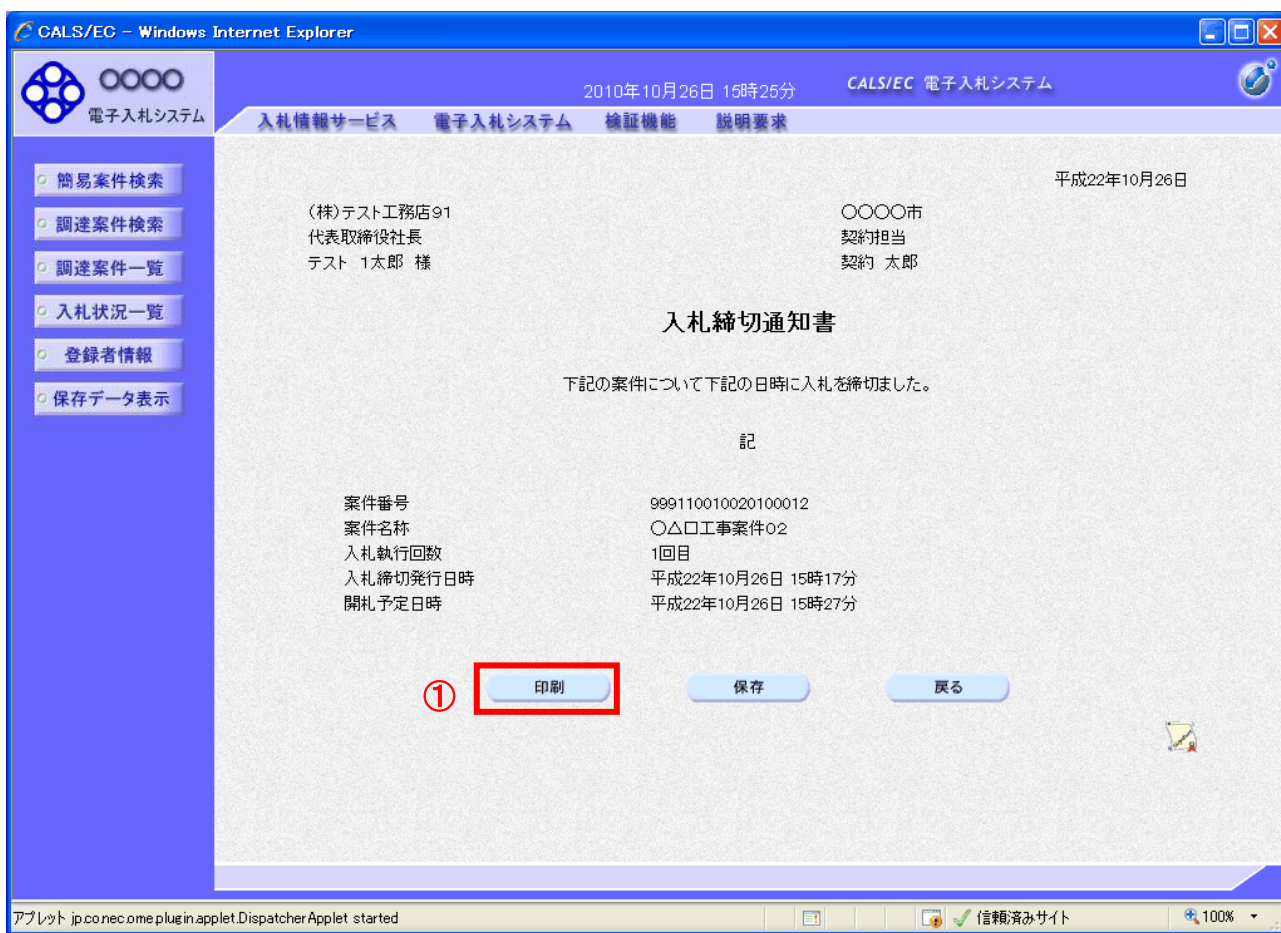 CALS/EC - Windows Internet Explorer
〇〇〇〇
電子入札システム
2010年10月26日 15時25分
CALS/EC 電子入札システム
入札情報サービス 電子入札システム 検証機能 説明要求
簡易案件検索
調達案件検索
調達案件一覧
入札状況一覧
登録者情報
保存データ表示
平成22年10月26日
(株)テスト工務店91
代表取締役社長
テスト 1太郎 様
〇〇〇〇市
契約担当
契約 太郎
入札締切通知書
下記の案件について下記の日時に入札を締切ました。
記
案件番号 999110010020100012
案件名称 〇△口工事案件02
入札執行回数 1回目
入札締切発行日時 平成22年10月26日 15時17分
開札予定日時 平成22年10月26日 15時27分
① 印刷 保存 戻る
アプレット jp.co.nec.ome.plugin.applet.DispatcherApplet started
信頼済みサイト
100%